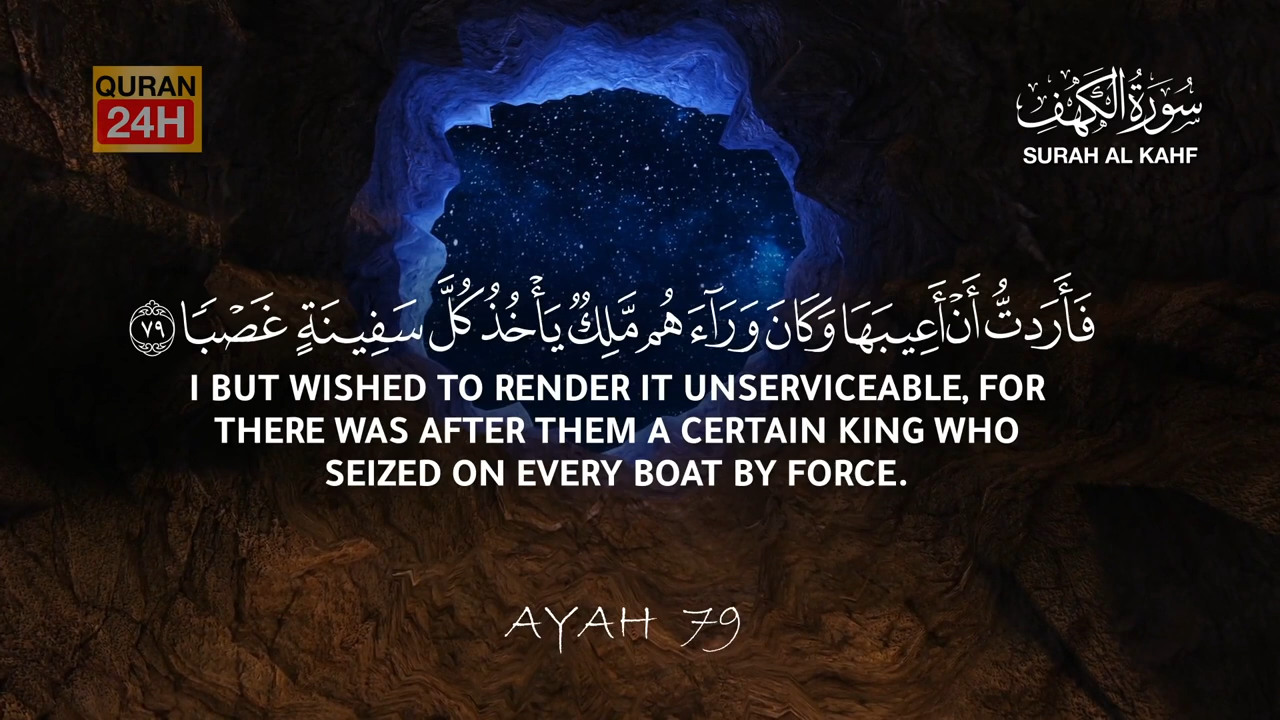 QURAN
24H
سُورَةُ الْكَهْفِ
SURAH AL KAHF
فَأَرَدتُّ أَنْ أَعِيبَهَا وَكَانَ وَرَآءَهُم مَّلِكٌ يَأْخُذُ كُلَّ سَفِينَةٍ غَصْبًا ٧٩
I BUT WISHED TO RENDER IT UNSERVICEABLE, FOR
THERE WAS AFTER THEM A CERTAIN KING WHO
SEIZED ON EVERY BOAT BY FORCE.
AYAH 79